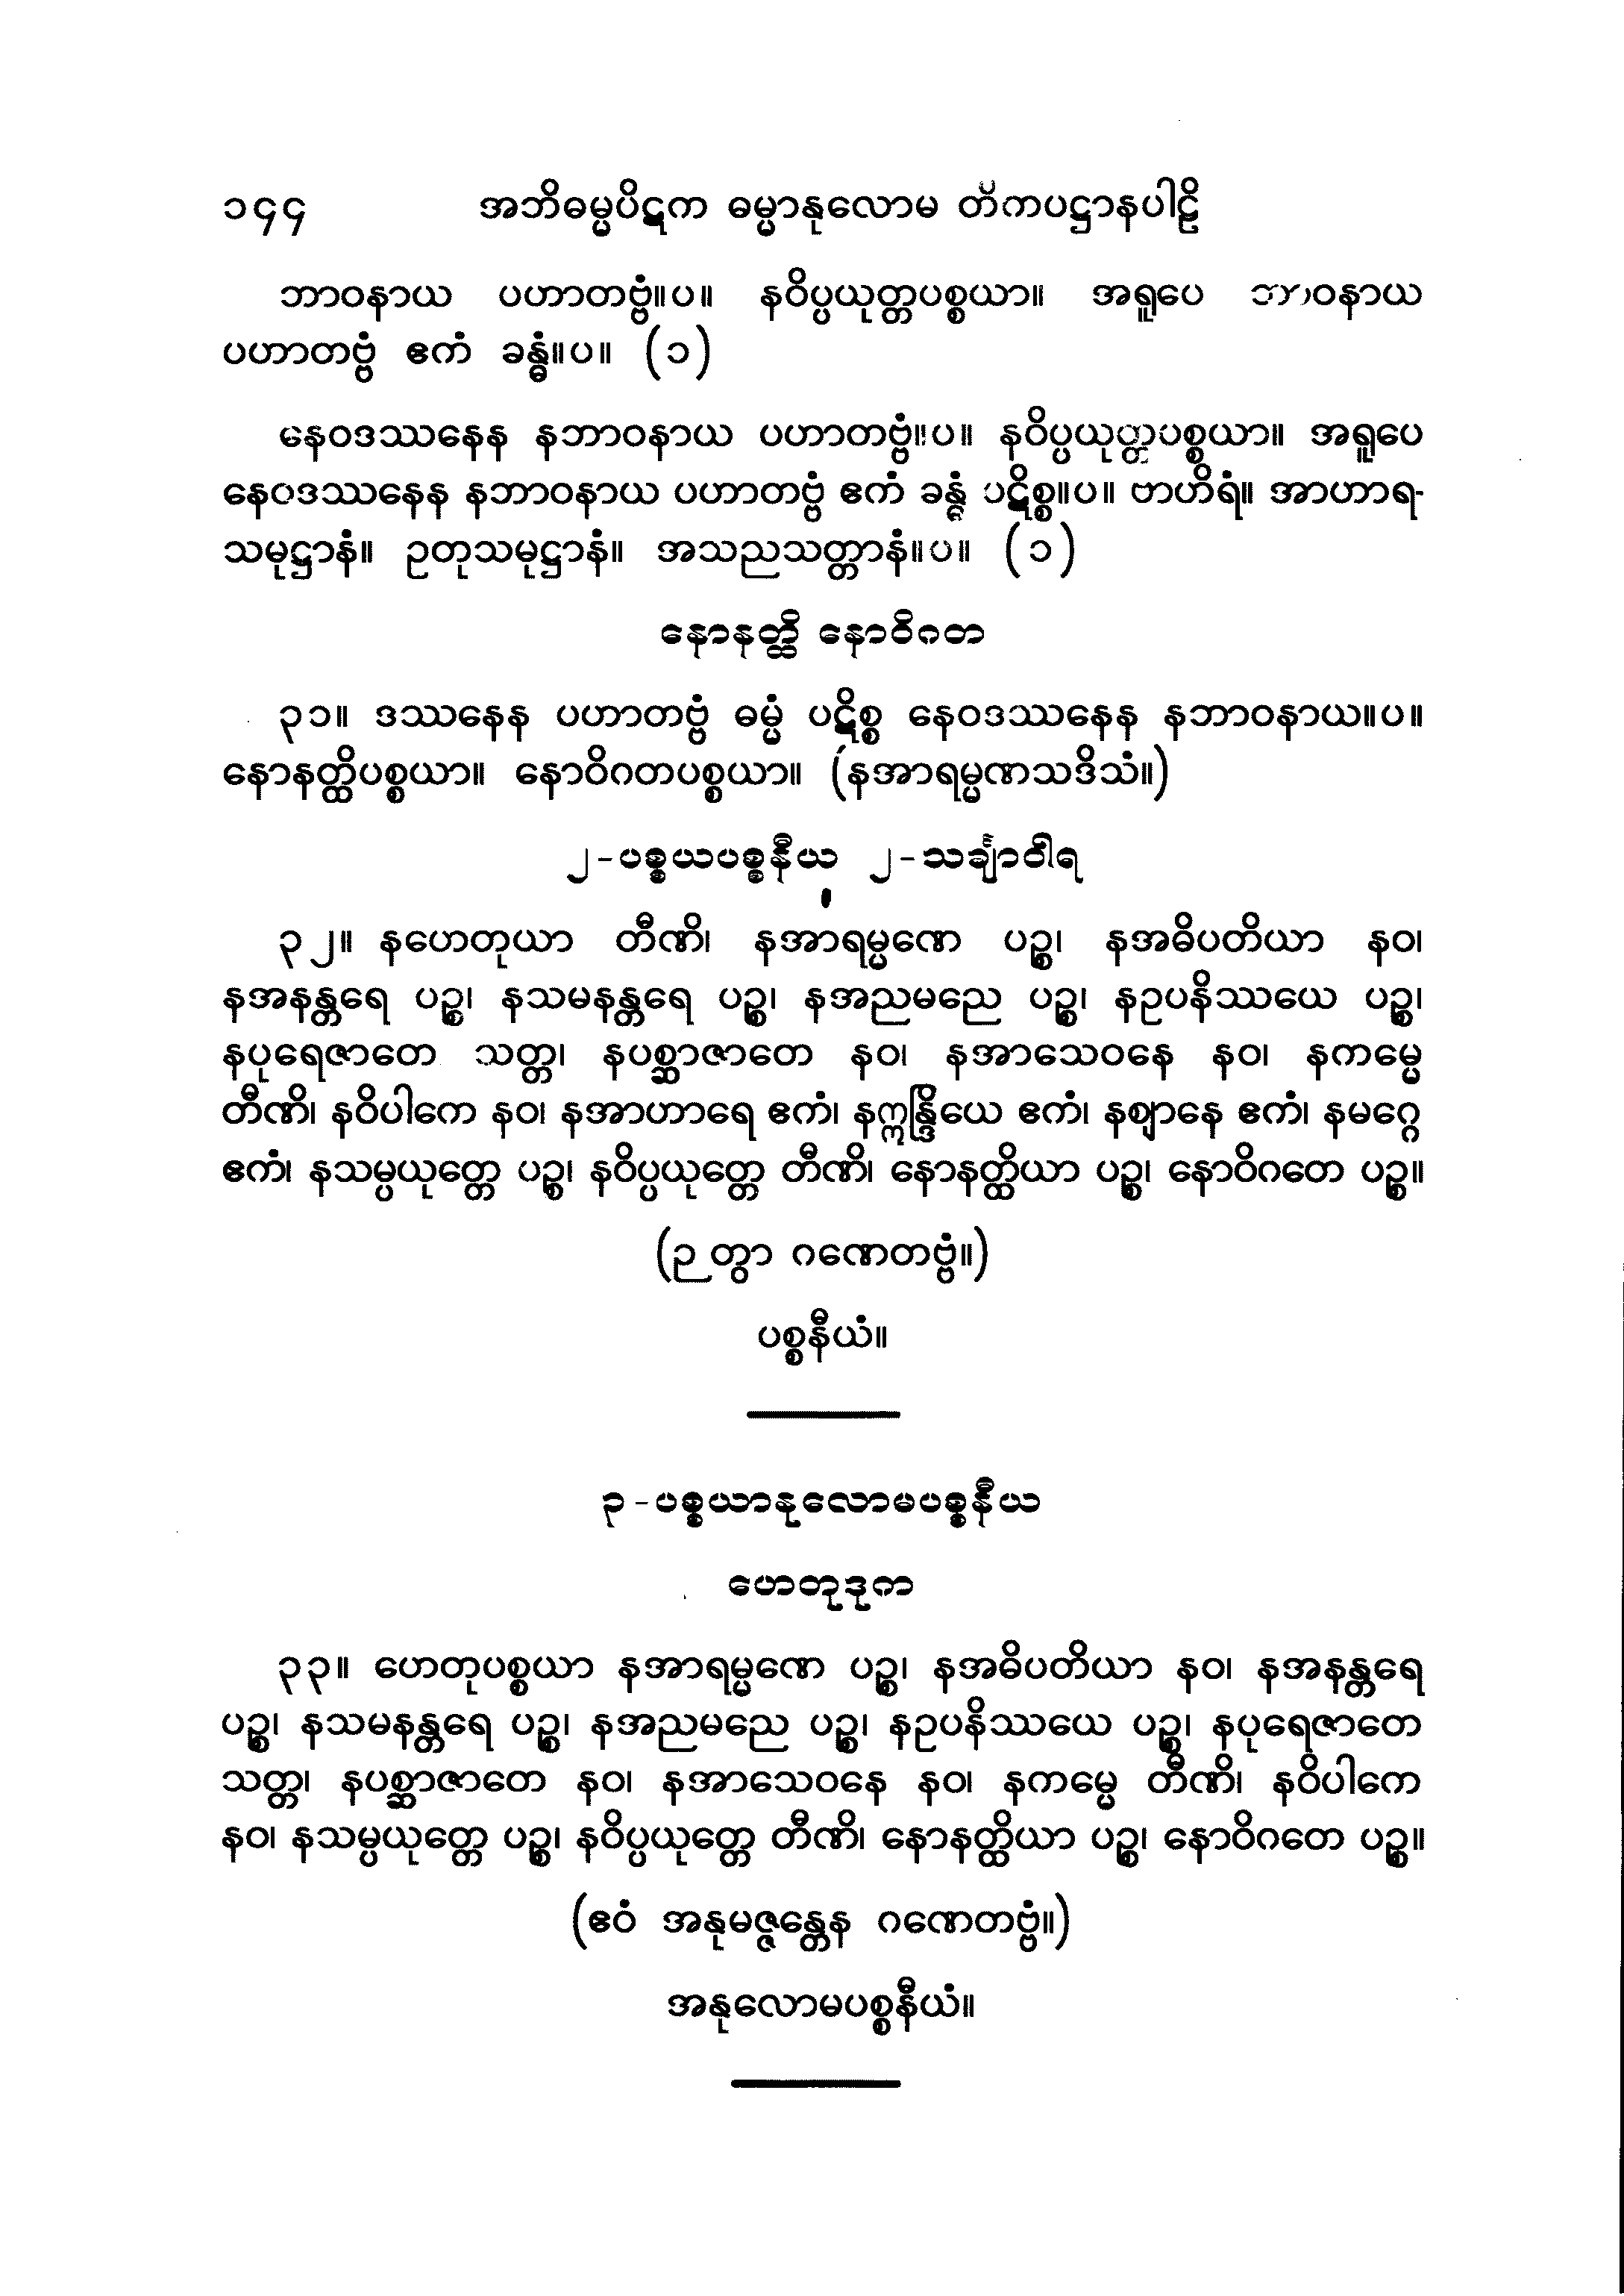 ၁၄၄ အဘိဓမ္မပိဋက ဓမ္မာနုလောမ တိကပဋ္ဌာနပါဠိ
ဘာဝနာယ ပဟာတဗ္ဗံ။ပ။ နဝိပ္ပယုတ္တပစ္စယာ။ အရူပေ ဘာဝနာယ
ပဟာတဗ္ဗံ ဧကံ ခန္ဓံ။ပ။ (၁)
နေဝဒဿနေန နဘာဝနာယ ပဟာတဗ္ဗံ။ပ။ နဝိပ္ပယုတ္တပစ္စယာ။ အရူပေ
နေဝဒဿနေန နဘာဝနာယ ပဟာတဗ္ဗံ ဧကံ ခန္ဓံ ပဋိစ္စ။ပ။ ဗာဟိရံ။ အာဟာရ-
သမုဋ္ဌာနံ။ ဥတုသမုဋ္ဌာနံ။ အသညသတ္တာနံ။ပ။ (၁)
နောနတ္ထိ နောဝိဂတ
၃၁။ ဒဿနေန ပဟာတဗ္ဗံ ဓမ္မံ ပဋိစ္စ နေဝဒဿနေန နဘာဝနာယ။ပ။
နောနတ္ထိပစ္စယာ။ နောဝိဂတပစ္စယာ။ (နအာရမ္မဏသဒိသံ။)
၂-ပစ္စယပစ္စနီယ ၂-သင်္ချာဝါရ
၃၂။ နဟေတုယာ တီဏိ၊ နအာရမ္မဏေ ပဉ္စ၊ နအဓိပတိယာ နဝ၊
နအနန္တရေ ပဉ္စ၊ နသမနန္တရေ ပဉ္စ၊ နအညမညေ ပဉ္စ၊ နဥပနိဿယေ ပဉ္စ၊
နပုရေဇာတေ သတ္တ၊ နပစ္ဆာဇာတေ နဝ၊ နအာသေဝနေ နဝ၊ နကမ္မေ
တီဏိ၊ နဝိပါကေ နဝ၊ နအာဟာရေ ဧကံ၊ နဣန္ဒြိယေ ဧကံ၊ နဈာနေ ဧကံ၊ နမဂ္ဂေ
ဧကံ၊ နသမ္ပယုတ္တေ ပဉ္စ၊ နဝိပ္ပယုတ္တေ တီဏိ၊ နောနတ္ထိယာ ပဉ္စ၊ နောဝိဂတေ ပဉ္စ။
(ဉတွာ ဂဏေတဗ္ဗံ။)
ပစ္စနီယံ။
၃-ပစ္စယာနုလောမပစ္စနီယ
ဟေတုဒုက
၃၃။ ဟေတုပစ္စယာ နအာရမ္မဏေ ပဉ္စ၊ နအဓိပတိယာ နဝ၊ နအနန္တရေ
ပဉ္စ၊ နသမနန္တရေ ပဉ္စ၊ နအညမညေ ပဉ္စ၊ နဥပနိဿယေ ပဉ္စ၊ နပုရေဇာတေ
သတ္တ၊ နပစ္ဆာဇာတေ နဝ၊ နအာသေဝနေ နဝ၊ နကမ္မေ တီဏိ၊ နဝိပါကေ
နဝ၊ နသမ္ပယုတ္တေ ပဉ္စ၊ နဝိပ္ပယုတ္တေ တီဏိ၊ နောနတ္ထိယာ ပဉ္စ၊ နောဝိဂတေ ပဉ္စ။
(ဧဝံ အနုမဇ္ဇန္တေန ဂဏေတဗ္ဗံ။)
အနုလောမပစ္စနီယံ။